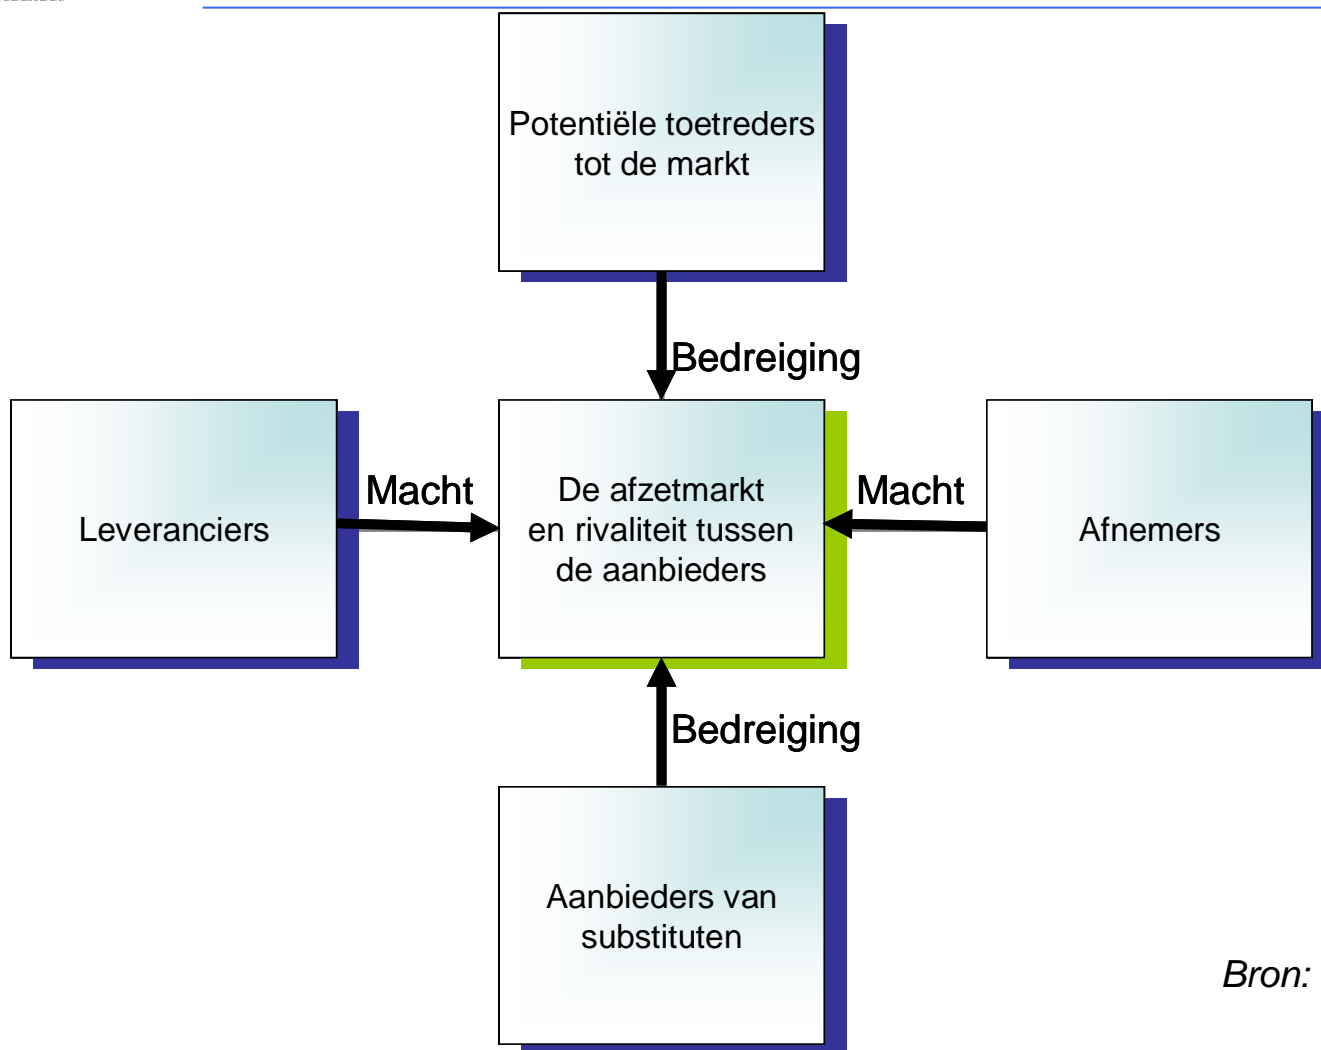 Potentiële toetreders
tot de markt
Bedreiging
Leveranciers
Macht
De afzetmarkt
en rivaliteit tussen
de aanbieders
Macht
Afnemers
Bedreiging
Aanbieders van
substituten
Bron: